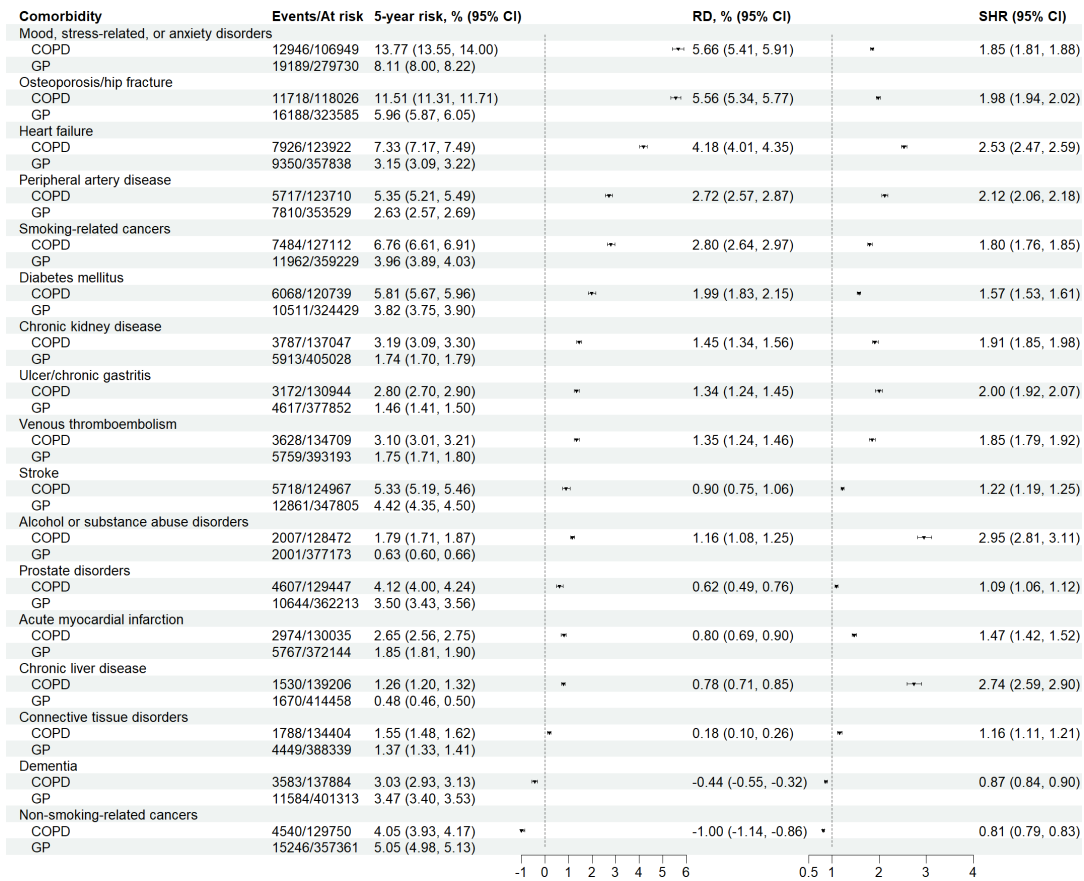 Comorbidity Events/At risk 5-year risk, % (95% CI) RD, % (95% CI) SHR (95% CI)
Mood, stress-related, or anxiety disorders
COPD 12946/106949 13.77 (13.55, 14.00) 5.66 (5.41, 5.91) 1.85 (1.81, 1.88)
GP 19189/279730 8.11 (8.00, 8.22)
Osteoporosis/hip fracture
COPD 11718/118026 11.51 (11.31, 11.71) 5.56 (5.34, 5.77) 1.98 (1.94, 2.02)
GP 16188/323585 5.96 (5.87, 6.05)
Heart failure
COPD 7926/123922 7.33 (7.17, 7.49) 4.18 (4.01, 4.35) 2.53 (2.47, 2.59)
GP 9350/357838 3.15 (3.09, 3.22)
Peripheral artery disease
COPD 5717/123710 5.35 (5.21, 5.49) 2.72 (2.57, 2.87) 2.12 (2.06, 2.18)
GP 7810/353529 2.63 (2.57, 2.69)
Smoking-related cancers
COPD 7484/127112 6.76 (6.61, 6.91) 2.80 (2.64, 2.97) 1.80 (1.76, 1.85)
GP 11962/359229 3.96 (3.89, 4.03)
Diabetes mellitus
COPD 6068/120739 5.81 (5.67, 5.96) 1.99 (1.83, 2.15) 1.57 (1.53, 1.61)
GP 10511/324429 3.82 (3.75, 3.90)
Chronic kidney disease
COPD 3787/137047 3.19 (3.09, 3.30) 1.45 (1.34, 1.56) 1.91 (1.85, 1.98)
GP 5913/405028 1.74 (1.70, 1.79)
Ulcer/chronic gastritis
COPD 3172/130944 2.80 (2.70, 2.90) 1.34 (1.24, 1.45) 2.00 (1.92, 2.07)
GP 4617/377852 1.46 (1.41, 1.50)
Venous thromboembolism
COPD 3628/134709 3.10 (3.01, 3.21) 1.35 (1.24, 1.46) 1.85 (1.79, 1.92)
GP 5759/393193 1.75 (1.71, 1.80)
Stroke
COPD 5718/124967 5.33 (5.19, 5.46) 0.90 (0.75, 1.06) 1.22 (1.19, 1.25)
GP 12861/347805 4.42 (4.35, 4.50)
Alcohol or substance abuse disorders
COPD 2007/128472 1.79 (1.71, 1.87) 1.16 (1.08, 1.25) 2.95 (2.81, 3.11)
GP 2001/377173 0.63 (0.60, 0.66)
Prostate disorders
COPD 4607/129447 4.12 (4.00, 4.24) 0.62 (0.49, 0.76) 1.09 (1.06, 1.12)
GP 10644/362213 3.50 (3.43, 3.56)
Acute myocardial infarction
COPD 2974/130035 2.65 (2.56, 2.75) 0.80 (0.69, 0.90) 1.47 (1.42, 1.52)
GP 5767/372144 1.85 (1.81, 1.90)
Chronic liver disease
COPD 1530/139206 1.26 (1.20, 1.32) 0.78 (0.71, 0.85) 2.74 (2.59, 2.90)
GP 1670/414458 0.48 (0.46, 0.50)
Connective tissue disorders
COPD 1788/134404 1.55 (1.48, 1.62) 0.18 (0.10, 0.26) 1.16 (1.11, 1.21)
GP 4449/388339 1.37 (1.33, 1.41)
Dementia
COPD 3583/137884 3.03 (2.93, 3.13) -0.44 (-0.55, -0.32) 0.87 (0.84, 0.90)
GP 11584/401313 3.47 (3.40, 3.53)
Non-smoking-related cancers
COPD 4540/129750 4.05 (3.93, 4.17) -1.00 (-1.14, -0.86) 0.81 (0.79, 0.83)
GP 15246/357361 5.05 (4.98, 5.13)
-1 0 1 2 3 4 5 6 0.5 1 2 3 4